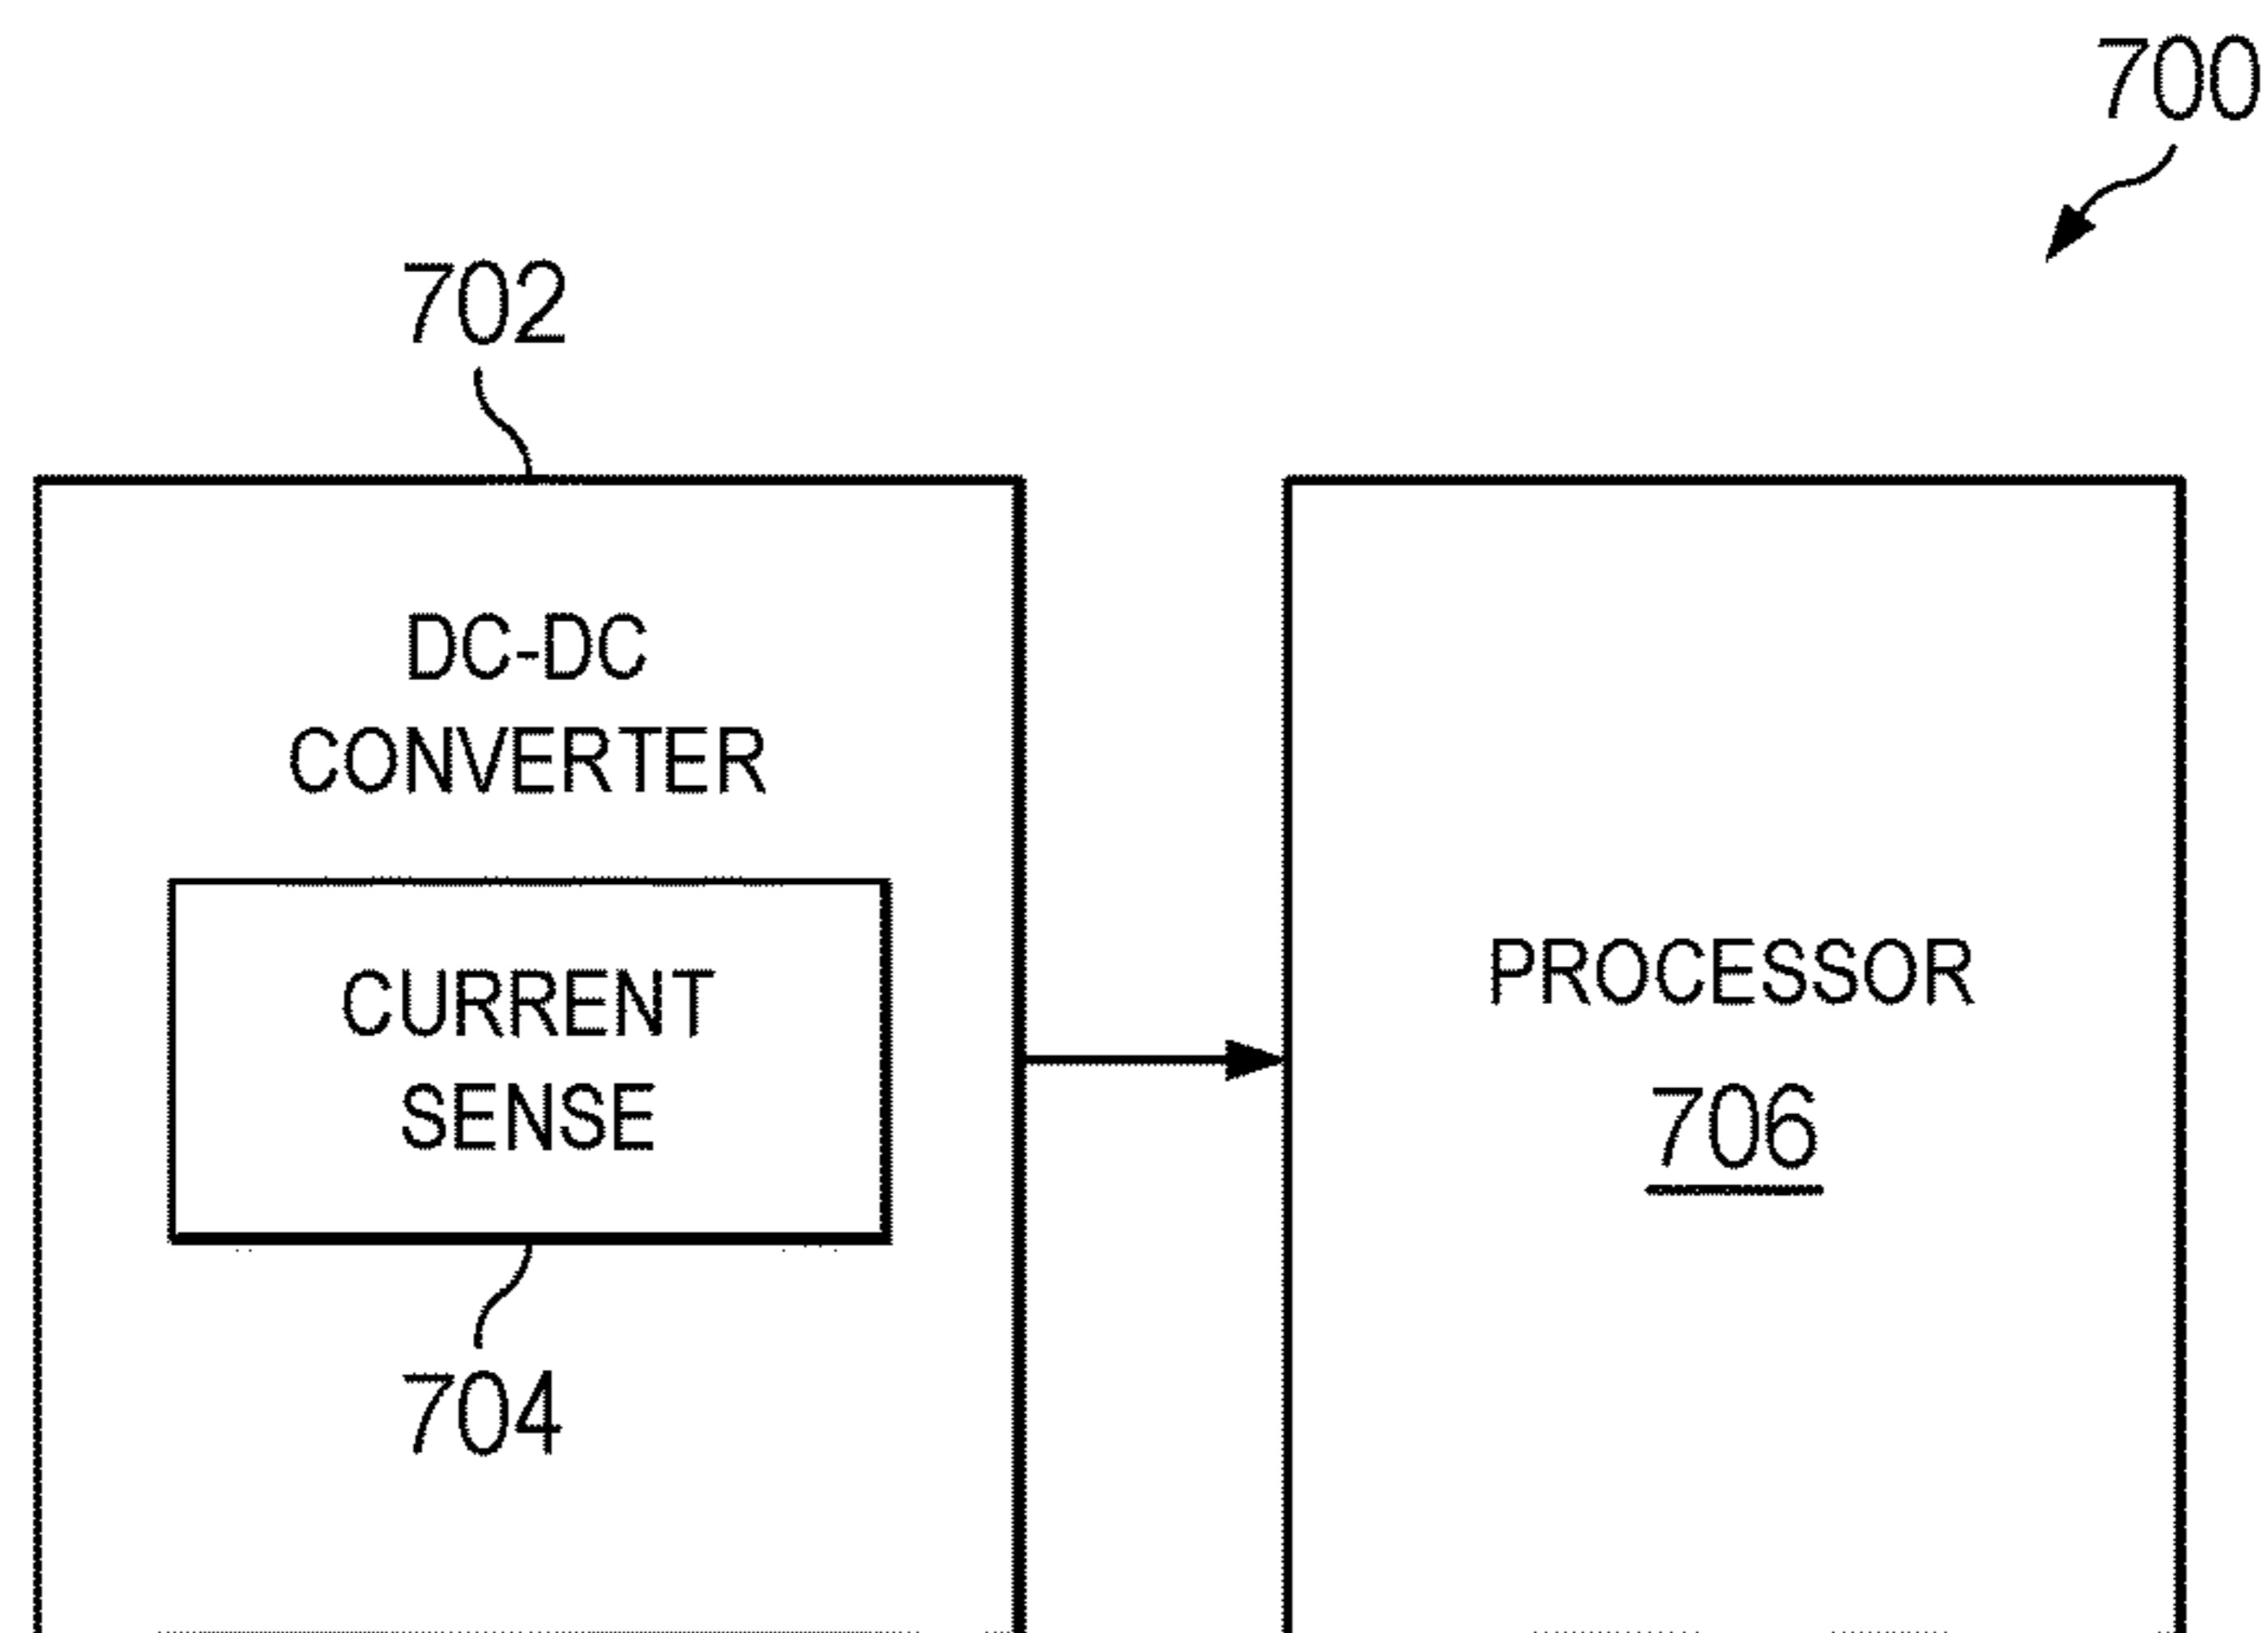 700
702
DC-DC
CONVERTER
CURRENT
SENSE
704
PROCESSOR
706